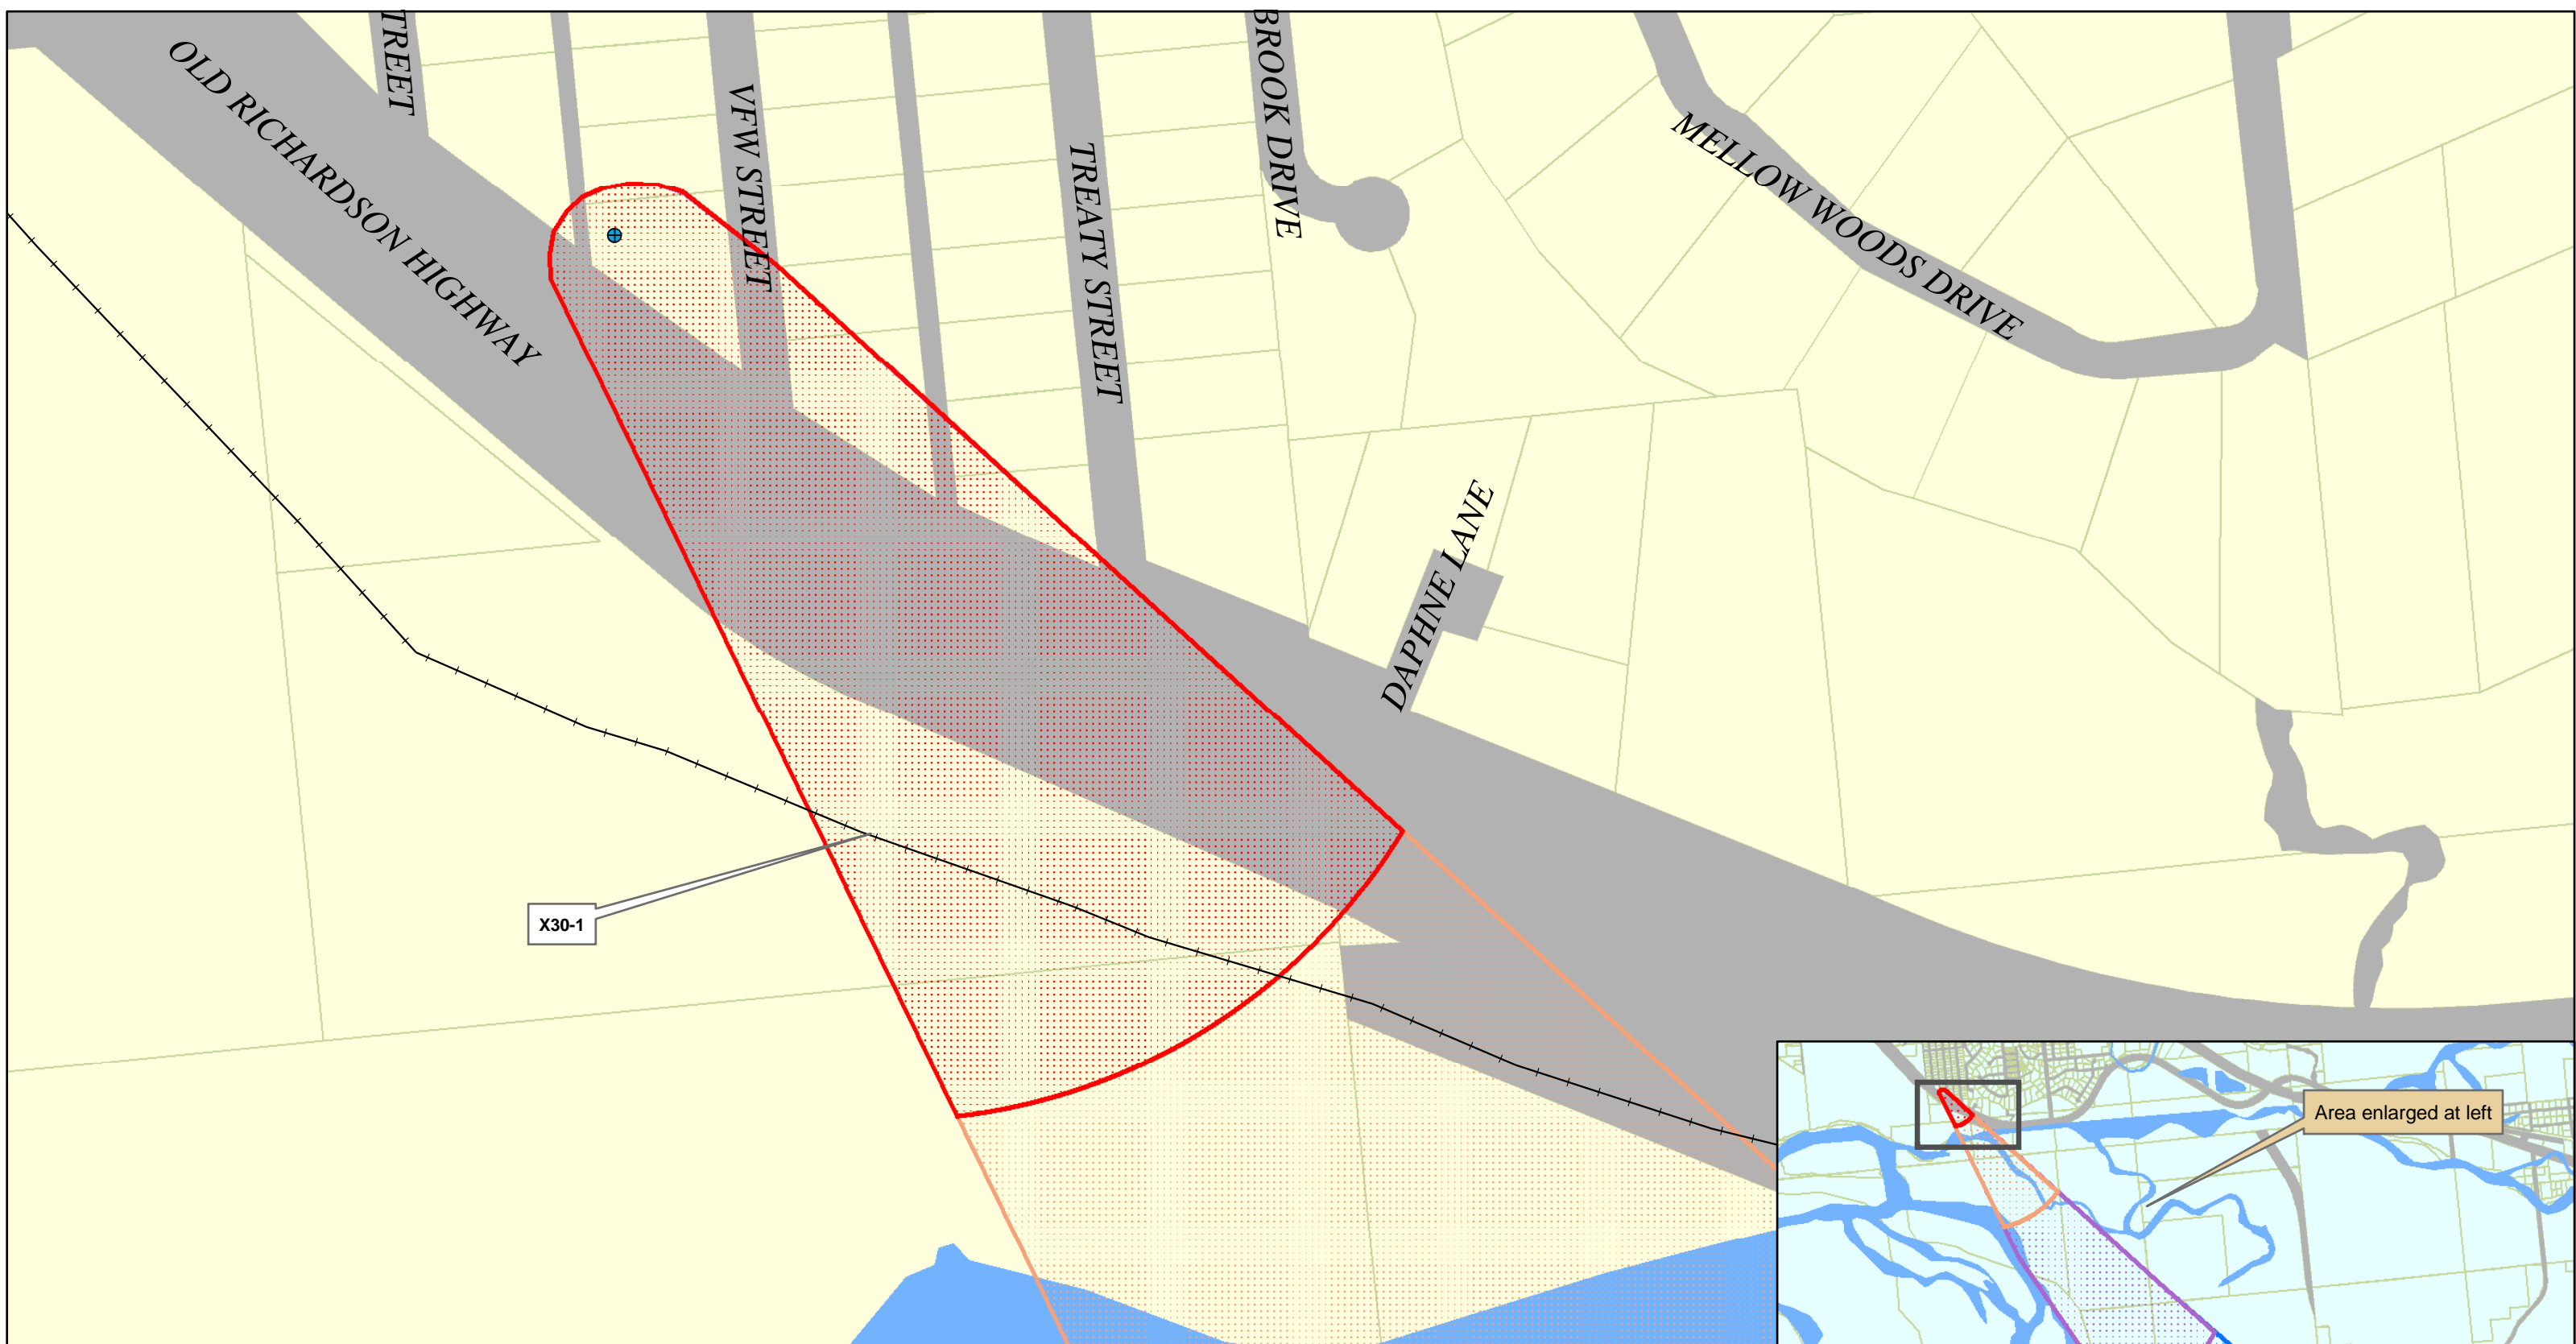 TREET
OLD RICHARDSON HIGHWAY
VFW STREET
TREATY STREET
BROOK DRIVE
MELLOW WOODS DRIVE
DAPHNE LANE
X30-1
Area enlarged at left